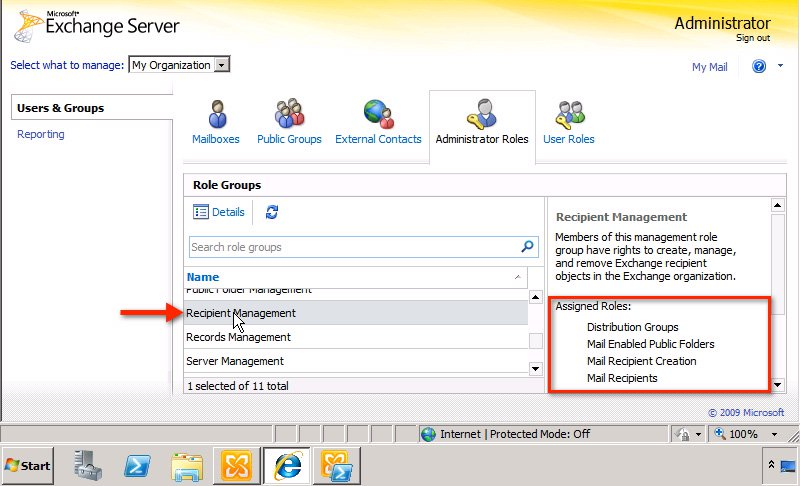 Microsoft®
Exchange Server
Administrator
Sign out
Select what to manage: My Organization
My Mail
Users & Groups
Reporting
Mailboxes
Public Groups
External Contacts
Administrator Roles
User Roles
Role Groups
Details
Search role groups
Name
Public Folder Management
Recipient Management
Records Management
Server Management
1 selected of 11 total
Recipient Management
Members of this management role
group have rights to create, manage,
and remove Exchange recipient
objects in the Exchange organization.
Assigned Roles:
Distribution Groups
Mail Enabled Public Folders
Mail Recipient Creation
Mail Recipients
© 2009 Microsoft
Internet | Protected Mode: Off
100%
Start